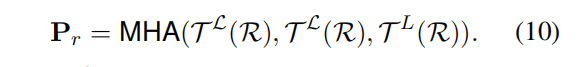 𝐏_r = MHA(𝒯^ℒ(ℛ), 𝒯^ℒ(ℛ), 𝒯^L(ℛ)). (10)